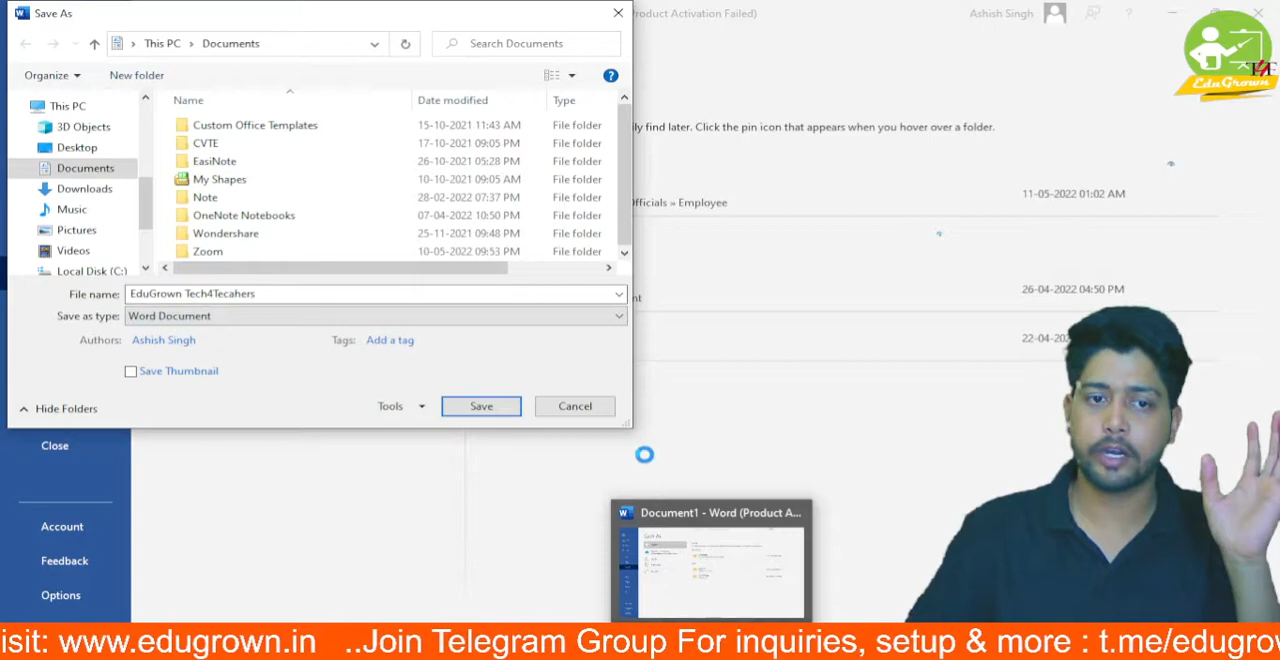 Save As
Product Activation Failed)
Ashish Singh
?
This PC > Documents
Search Documents
Organize
New folder
?
T4F
EduGrown
Name
Date modified
Type
This PC
3D Objects
Desktop
Documents
Downloads
Music
Pictures
Videos
Local Disk (C:)
Custom Office Templates 15-10-2021 11:43 AM File folder
CVTE 17-10-2021 09:05 PM File folder
EasiNote 26-10-2021 05:28 PM File folder
My Shapes 10-10-2021 09:05 AM File folder
Note 28-02-2022 07:37 PM File folder
OneNote Notebooks 07-04-2022 10:50 PM File folder
Wondershare 25-11-2021 09:48 PM File folder
Zoom 10-05-2022 09:53 PM File folder
ily find later. Click the pin icon that appears when you hover over a folder.
11-05-2022 01:02 AM
Officials » Employee
26-04-2022 04:50 PM
nt
22-04-202
File name: EduGrown Tech4Tecahers
Save as type: Word Document
Authors: Ashish Singh
Tags: Add a tag
Save Thumbnail
Hide Folders
Tools
Save
Cancel
Close
Account
Feedback
Options
Document1 - Word (Product A...
Save As
isit: www.edugrown.in ..Join Telegram Group For inquiries, setup & more : t.me/edugrov